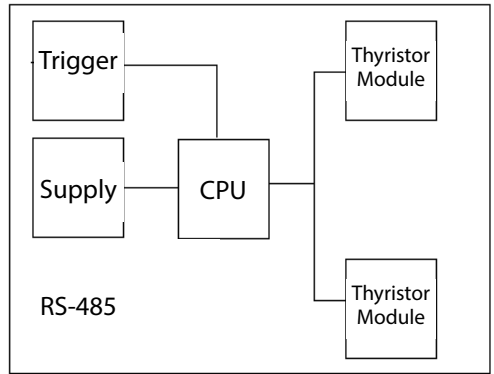 Trigger
Thyristor
Module
Supply
CPU
RS-485
Thyristor
Module